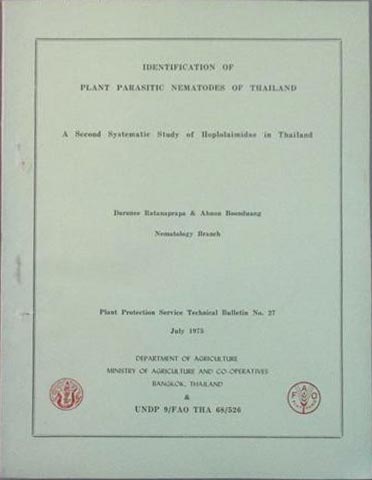 IDENTIFICATION OF
PLANT PARASITIC NEMATODES OF THAILAND
A Second Systematic Study of Hoplolaimidae in Thailand
Darunee Ratanaprapa & Ahnon Boonduang
Nematology Branch
Plant Protection Service Technical Bulletin No. 27
July 1975
DEPARTMENT OF AGRICULTURE
MINISTRY OF AGRICULTURE AND CO-OPERATIVES
BANGKOK, THAILAND
&
UNDP 9/FAO THA 68/526
F A O